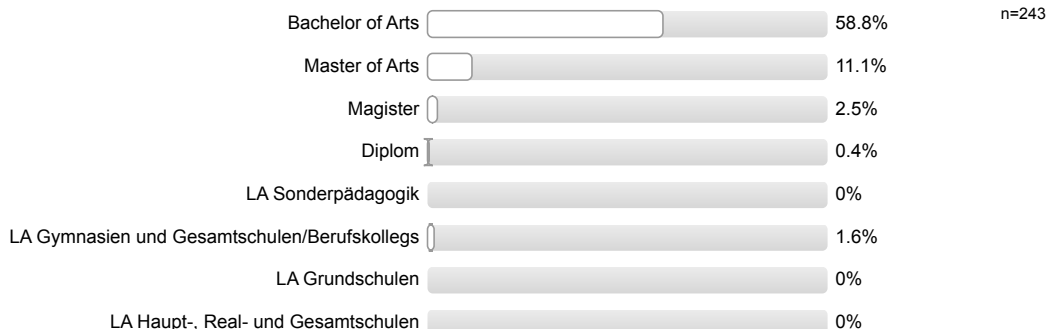 Bachelor of Arts 58.8% n=243
Master of Arts 11.1%
Magister 2.5%
Diplom 0.4%
LA Sonderpädagogik 0%
LA Gymnasien und Gesamtschulen/Berufskollegs 1.6%
LA Grundschulen 0%
LA Haupt-, Real- und Gesamtschulen 0%